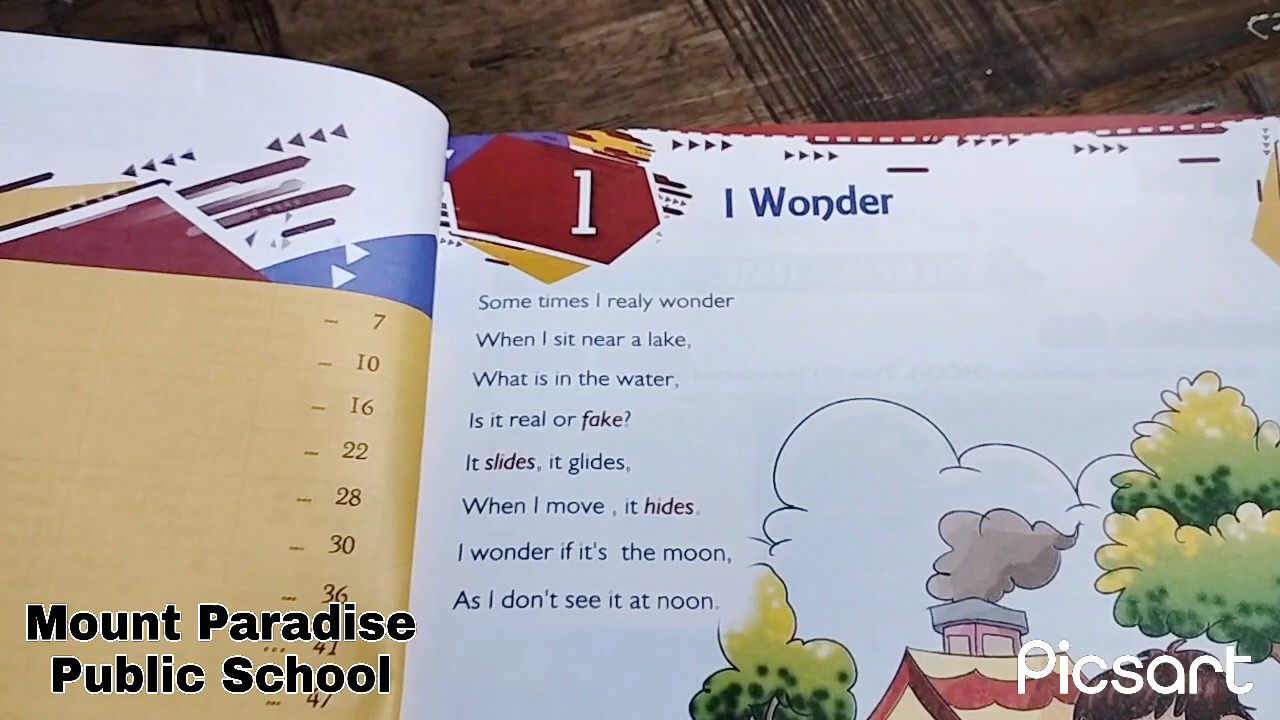 7
10
16
22
28
30
36
41
47
1
I Wonder
Some times I realy wonder
When I sit near a lake,
What is in the water,
Is it real or fake?
It slides, it glides,
When I move , it hides.
I wonder if it's the moon,
As I don't see it at noon.
Mount Paradise
Public School
Picsart